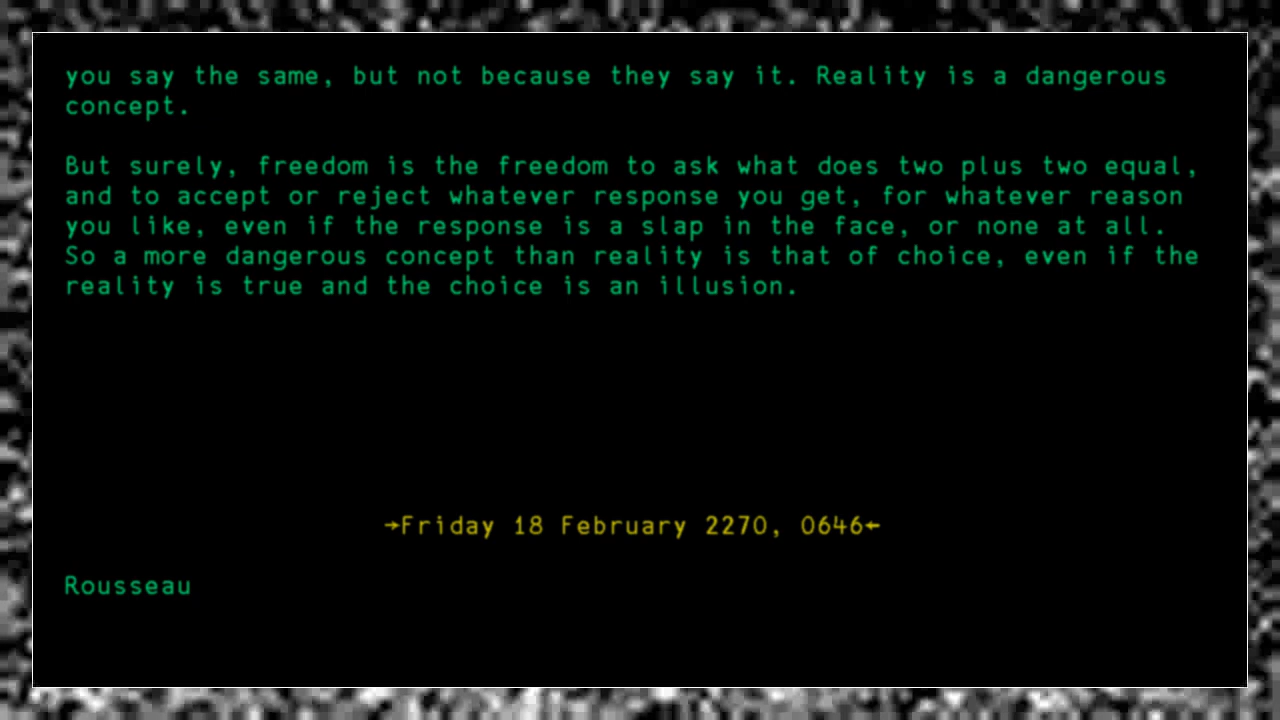 you say the same, but not because they say it. Reality is a dangerous
concept.
But surely, freedom is the freedom to ask what does two plus two equal,
and to accept or reject whatever response you get, for whatever reason
you like, even if the response is a slap in the face, or none at all.
So a more dangerous concept than reality is that of choice, even if the
reality is true and the choice is an illusion.
→Friday 18 February 2270, 0646←
Rousseau